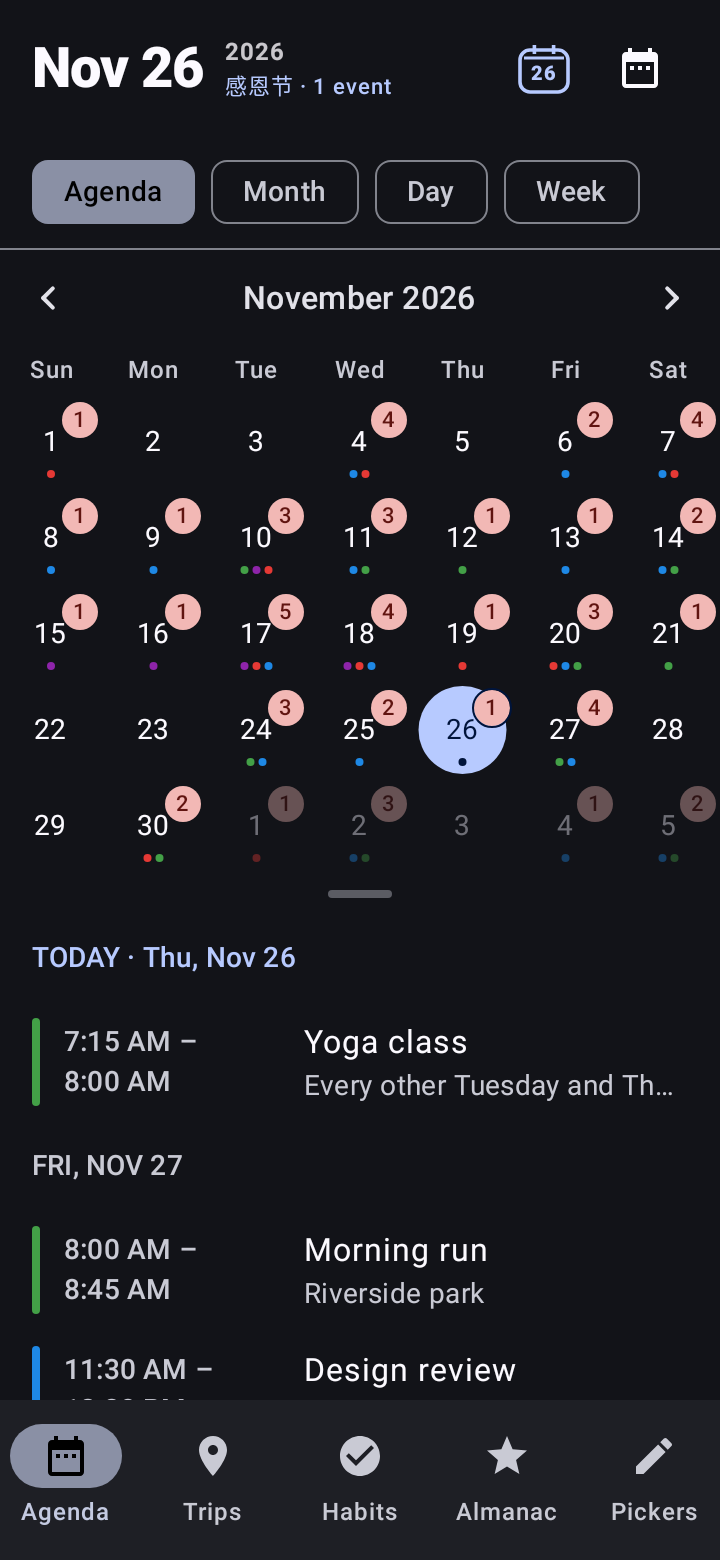 Nov 26
2026
感恩节 · 1 event
26
Agenda Month Day Week
November 2026
Sun Mon Tue Wed Thu Fri Sat
1 1 2 3 4 4 5 6 2 7 4
8 1 9 1 10 3 11 3 12 1 13 1 14 2
15 1 16 1 17 5 18 4 19 1 20 3 21 1
22 23 24 3 25 2 26 1 27 4 28
29 30 2 1 1 2 3 3 4 1 5 2
TODAY · Thu, Nov 26
7:15 AM –
8:00 AM
Yoga class
Every other Tuesday and Th…
FRI, NOV 27
8:00 AM –
8:45 AM
Morning run
Riverside park
11:30 AM –
Design review
Agenda Trips Habits Almanac Pickers